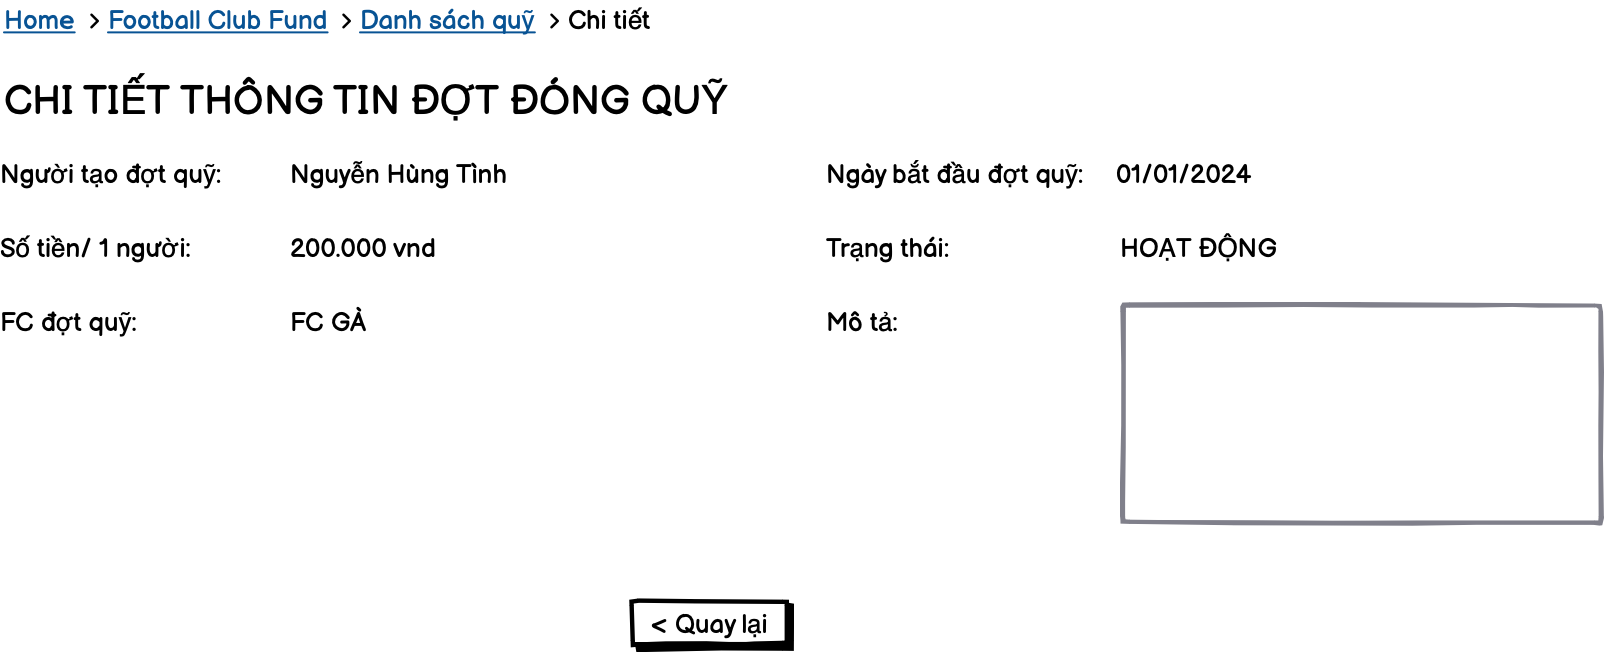 Home > Football Club Fund > Danh sách quỹ > Chi tiết
CHI TIẾT THÔNG TIN ĐỢT ĐÓNG QUỸ
Người tạo đợt quỹ: Nguyễn Hùng Tình Ngày bắt đầu đợt quỹ: 01/01/2024
Số tiền/ 1 người: 200.000 vnd Trạng thái: HOẠT ĐỘNG
FC đợt quỹ: FC GÀ Mô tả:
< Quay lại